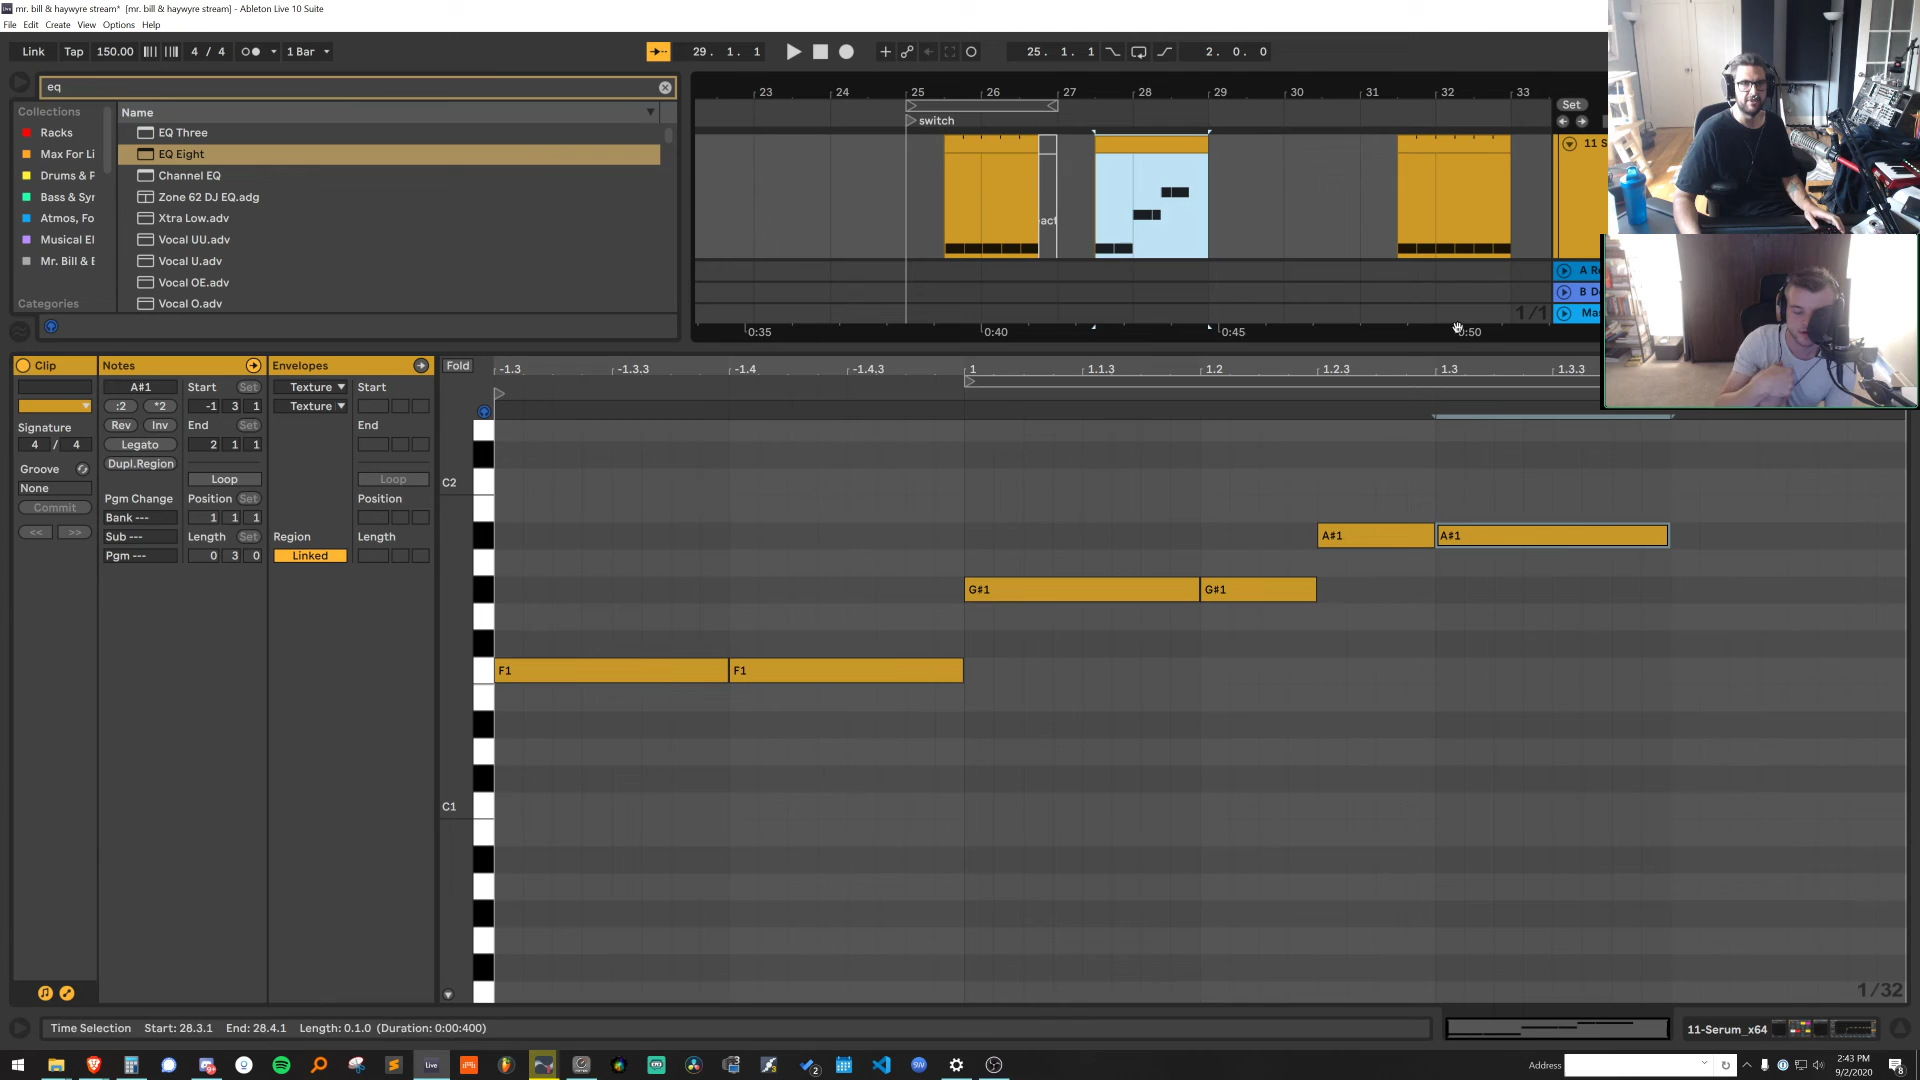 mr. bill & haywyre stream* [mr. bill & haywyre stream] - Ableton Live 10 Suite
File Edit Create View Options Help
Link Tap 150.00 4 / 4 1 Bar 29. 1. 1 25. 1. 1 2. 0. 0
eq
Collections
Racks
Max For Li
Drums & P
Bass & Syr
Atmos, Fo
Musical El
Mr. Bill & E
Categories
Name
EQ Three
EQ Eight
Channel EQ
Zone 62 DJ EQ.adg
Xtra Low.adv
Vocal UU.adv
Vocal U.adv
Vocal OE.adv
Vocal O.adv
23 24 25 26 27 28 29 30 31 32 33
Set
switch
11 S
A Re
B De
1/1
Mas
0:35 0:40 0:45 0:50
Clip
Signature
4 / 4
Groove
None
Commit
<< >>
Notes
A#1
:2 *2
Rev Inv
Legato
Dupl.Region
Pgm Change
Bank ---
Sub ---
Pgm ---
Start Set
-1 3 1
End Set
2 1 1
Loop
Position Set
1 1 1
Length Set
0 3 0
Envelopes
Texture
Texture
Region
Linked
Start
End
Loop
Position
Length
Fold
-1.3 -1.3.3 -1.4 -1.4.3 1 1.1.3 1.2 1.2.3 1.3 1.3.3
C2
A#1 A#1
G#1 G#1
F1 F1
C1
1/32
Time Selection Start: 28.3.1 End: 28.4.1 Length: 0.1.0 (Duration: 0:00:400)
11-Serum_x64
Live
Address
2:43 PM
9/2/2020